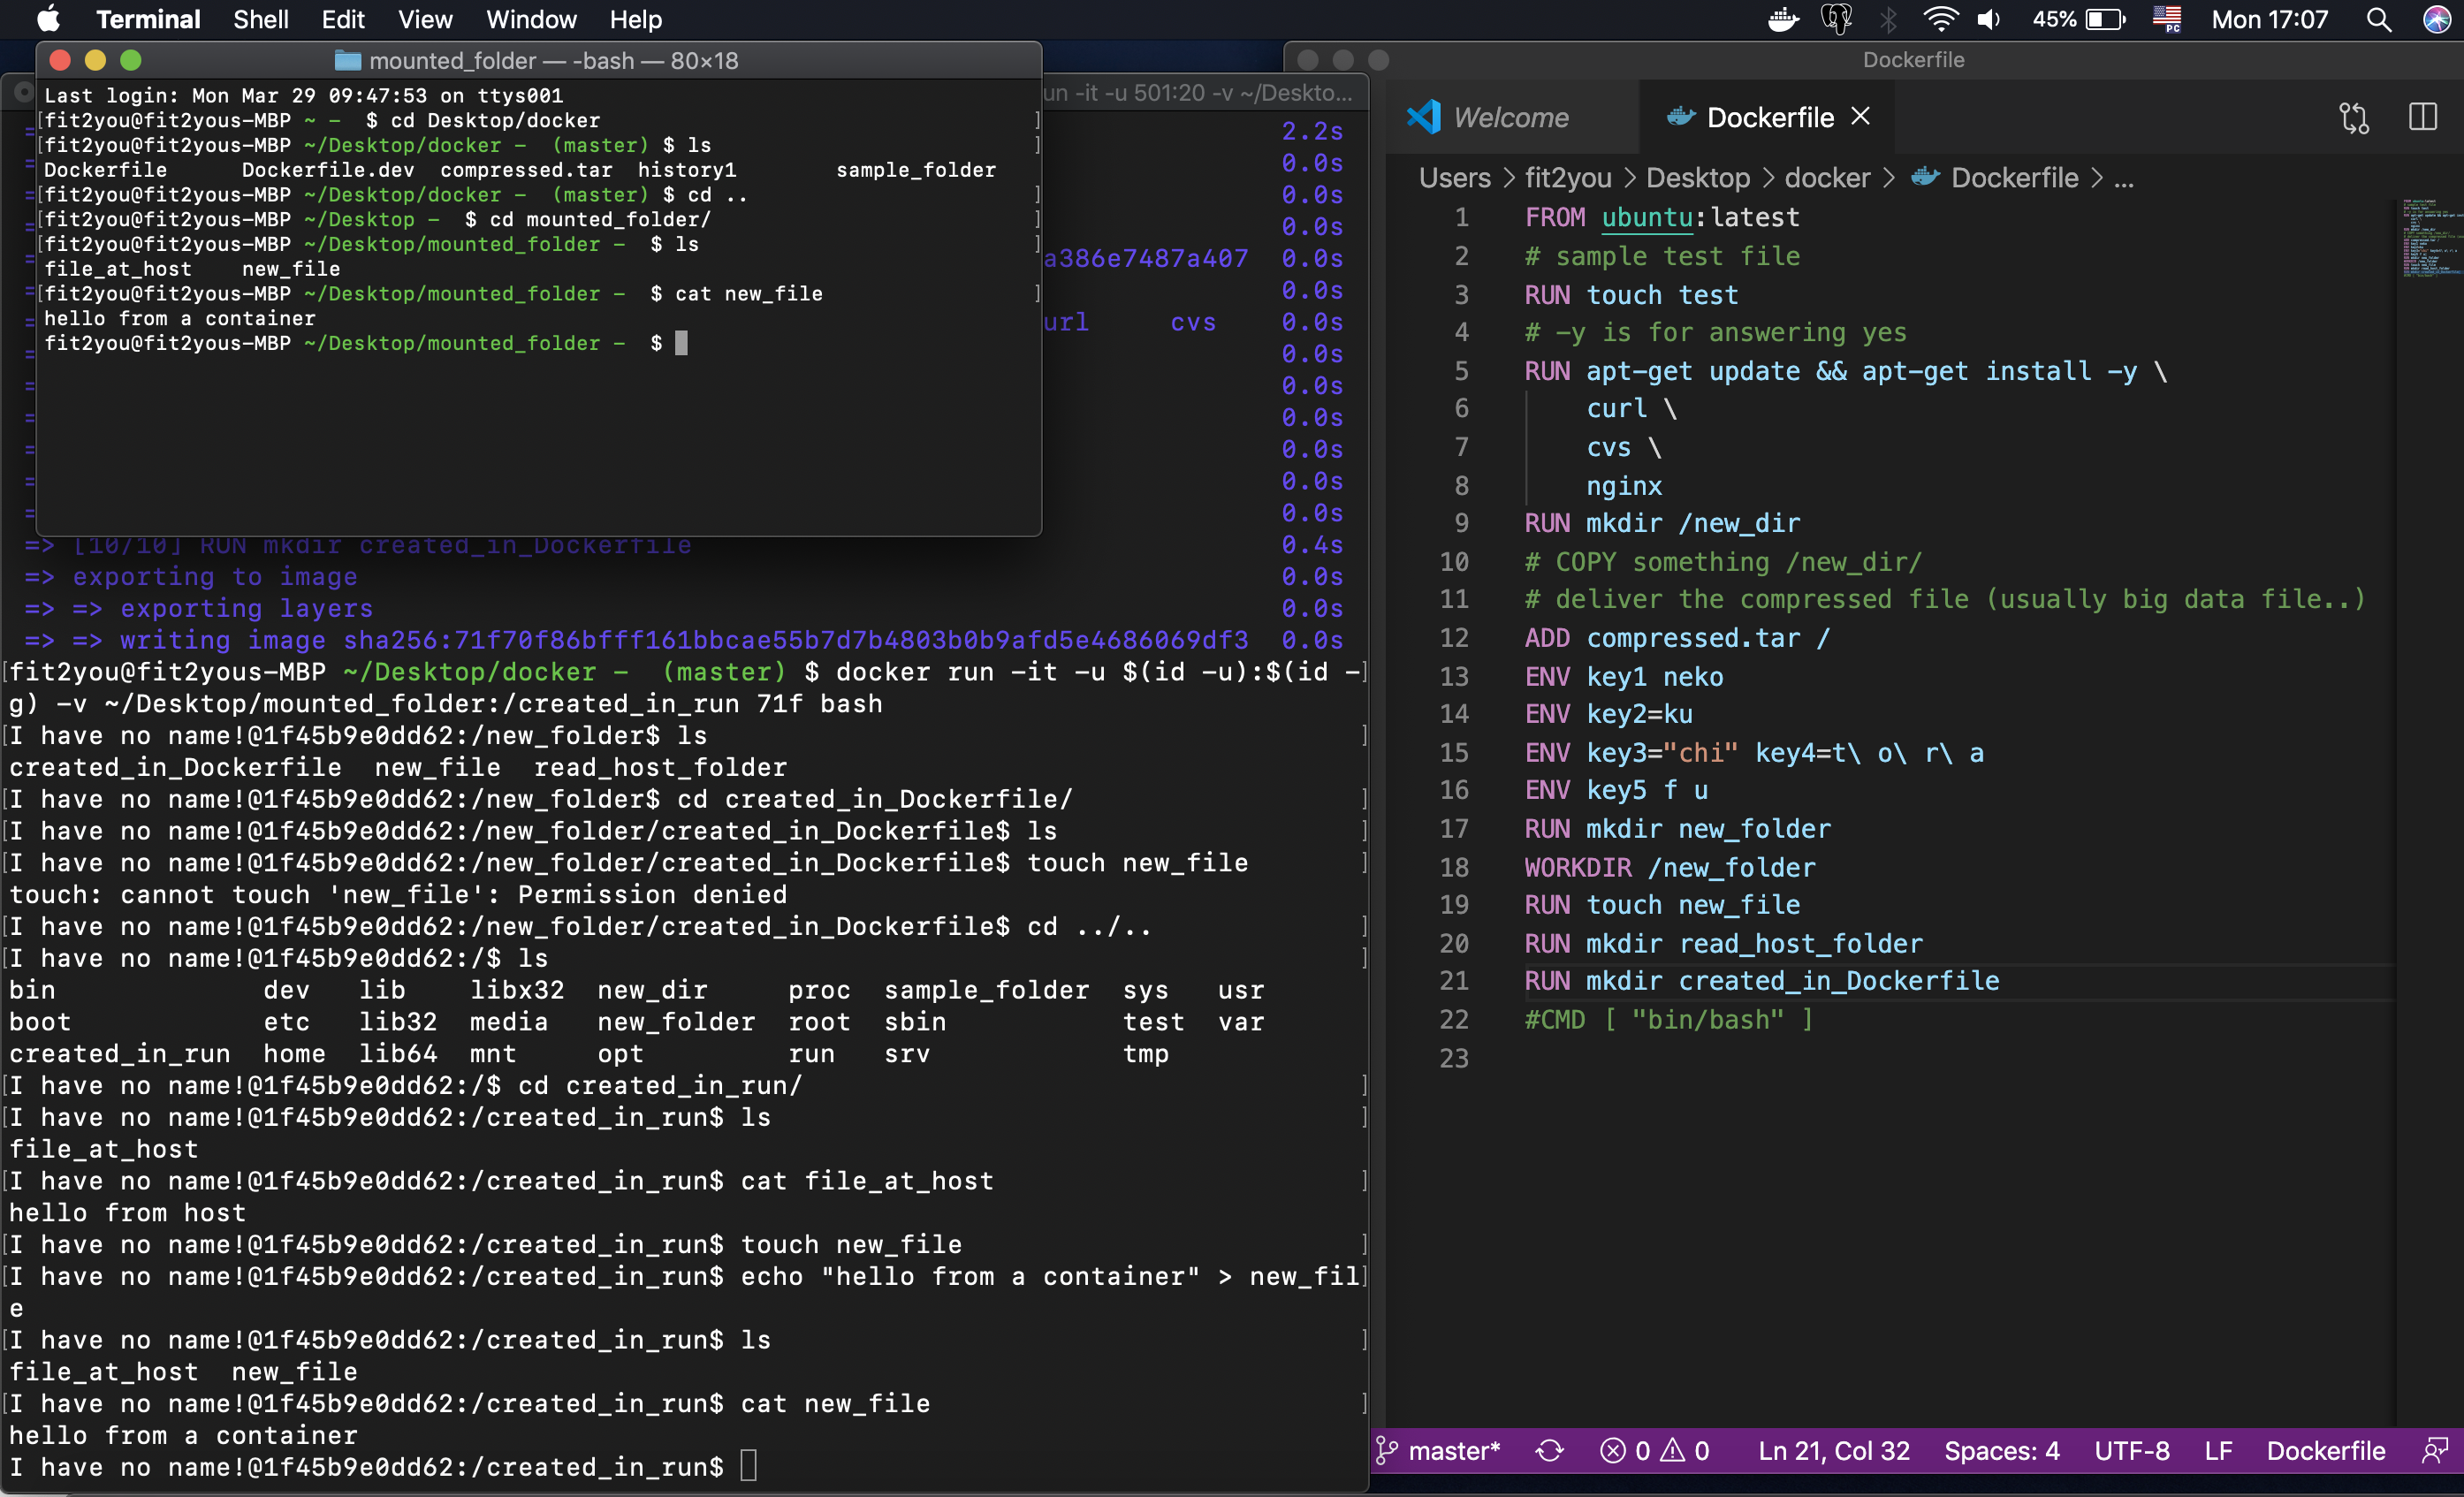 Terminal Shell Edit View Window Help 45% Mon 17:07
mounted_folder — -bash — 80×18
Last login: Mon Mar 29 09:47:53 on ttys001
[fit2you@fit2yous-MBP ~ - $ cd Desktop/docker ]
[fit2you@fit2yous-MBP ~/Desktop/docker - (master) $ ls ]
Dockerfile Dockerfile.dev compressed.tar history1 sample_folder
[fit2you@fit2yous-MBP ~/Desktop/docker - (master) $ cd .. ]
[fit2you@fit2yous-MBP ~/Desktop - $ cd mounted_folder/ ]
[fit2you@fit2yous-MBP ~/Desktop/mounted_folder - $ ls ]
file_at_host new_file
[fit2you@fit2yous-MBP ~/Desktop/mounted_folder - $ cat new_file ]
hello from a container
fit2you@fit2yous-MBP ~/Desktop/mounted_folder - $
un -it -u 501:20 -v ~/Deskto...
2.2s
0.0s
0.0s
0.0s
a386e7487a407 0.0s
0.0s
url cvs 0.0s
0.0s
0.0s
0.0s
0.0s
0.0s
0.0s
=> [10/10] RUN mkdir created_in_Dockerfile 0.4s
=> exporting to image 0.0s
=> => exporting layers 0.0s
=> => writing image sha256:71f70f86bfff161bbcae55b7d7b4803b0b9afd5e4686069df3 0.0s
[fit2you@fit2yous-MBP ~/Desktop/docker - (master) $ docker run -it -u $(id -u):$(id -]
g) -v ~/Desktop/mounted_folder:/created_in_run 71f bash
[I have no name!@1f45b9e0dd62:/new_folder$ ls ]
created_in_Dockerfile new_file read_host_folder
[I have no name!@1f45b9e0dd62:/new_folder$ cd created_in_Dockerfile/ ]
[I have no name!@1f45b9e0dd62:/new_folder/created_in_Dockerfile$ ls ]
[I have no name!@1f45b9e0dd62:/new_folder/created_in_Dockerfile$ touch new_file ]
touch: cannot touch 'new_file': Permission denied
[I have no name!@1f45b9e0dd62:/new_folder/created_in_Dockerfile$ cd ../.. ]
[I have no name!@1f45b9e0dd62:/$ ls ]
bin dev lib libx32 new_dir proc sample_folder sys usr
boot etc lib32 media new_folder root sbin test var
created_in_run home lib64 mnt opt run srv tmp
[I have no name!@1f45b9e0dd62:/$ cd created_in_run/ ]
[I have no name!@1f45b9e0dd62:/created_in_run$ ls ]
file_at_host
[I have no name!@1f45b9e0dd62:/created_in_run$ cat file_at_host ]
hello from host
[I have no name!@1f45b9e0dd62:/created_in_run$ touch new_file ]
[I have no name!@1f45b9e0dd62:/created_in_run$ echo "hello from a container" > new_fil]
e
[I have no name!@1f45b9e0dd62:/created_in_run$ ls ]
file_at_host new_file
[I have no name!@1f45b9e0dd62:/created_in_run$ cat new_file ]
hello from a container
I have no name!@1f45b9e0dd62:/created_in_run$
Dockerfile
Welcome Dockerfile
Users > fit2you > Desktop > docker > Dockerfile > ...
1 FROM ubuntu:latest
2 # sample test file
3 RUN touch test
4 # -y is for answering yes
5 RUN apt-get update && apt-get install -y \
6 curl \
7 cvs \
8 nginx
9 RUN mkdir /new_dir
10 # COPY something /new_dir/
11 # deliver the compressed file (usually big data file..)
12 ADD compressed.tar /
13 ENV key1 neko
14 ENV key2=ku
15 ENV key3="chi" key4=t\ o\ r\ a
16 ENV key5 f u
17 RUN mkdir new_folder
18 WORKDIR /new_folder
19 RUN touch new_file
20 RUN mkdir read_host_folder
21 RUN mkdir created_in_Dockerfile
22 #CMD [ "bin/bash" ]
23
master* 0 0 Ln 21, Col 32 Spaces: 4 UTF-8 LF Dockerfile